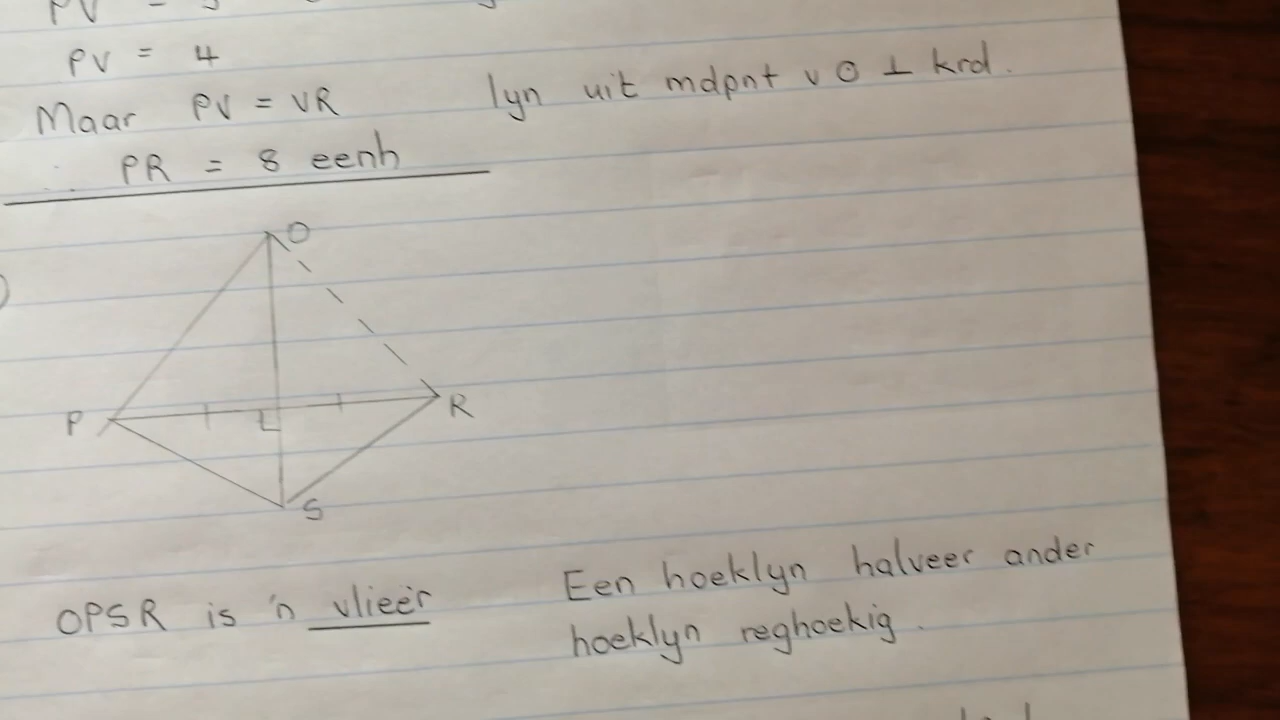 PV = 4
Maar PV = VR lyn uit mdpnt v O ⊥ krd.
∴ PR = 8 eenh
O
P
R
S
OPSR is 'n vlieër Een hoeklyn halveer ander
hoeklyn reghoekig.